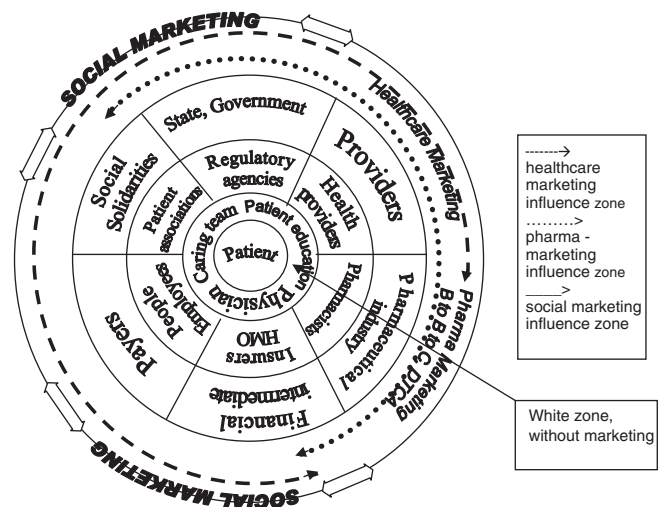 SOCIAL MARKETING
Healthcare Marketing
Pharma Marketing
B to B to C, DTCA
SOCIAL MARKETING
State, Government
Providers
Pharmaceutical
industry
Financial
intermediate
Payers
Social
Solidarities
Regulatory
agencies
Health
providers
Pharmacists
Insurers
HMO
People
Employees
Patient
associations
Caring team Patient education Physician
Patient
------->
healthcare
marketing
influence zone
.........>
pharma -
marketing
influence zone
____>
social marketing
influence zone
White zone,
without marketing